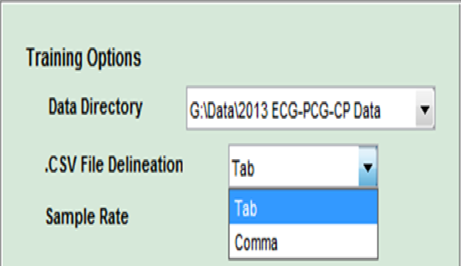 Training Options
Data Directory G:\Data\2013 ECG-PCG-CP Data
.CSV File Delineation Tab
Tab
Sample Rate
Comma